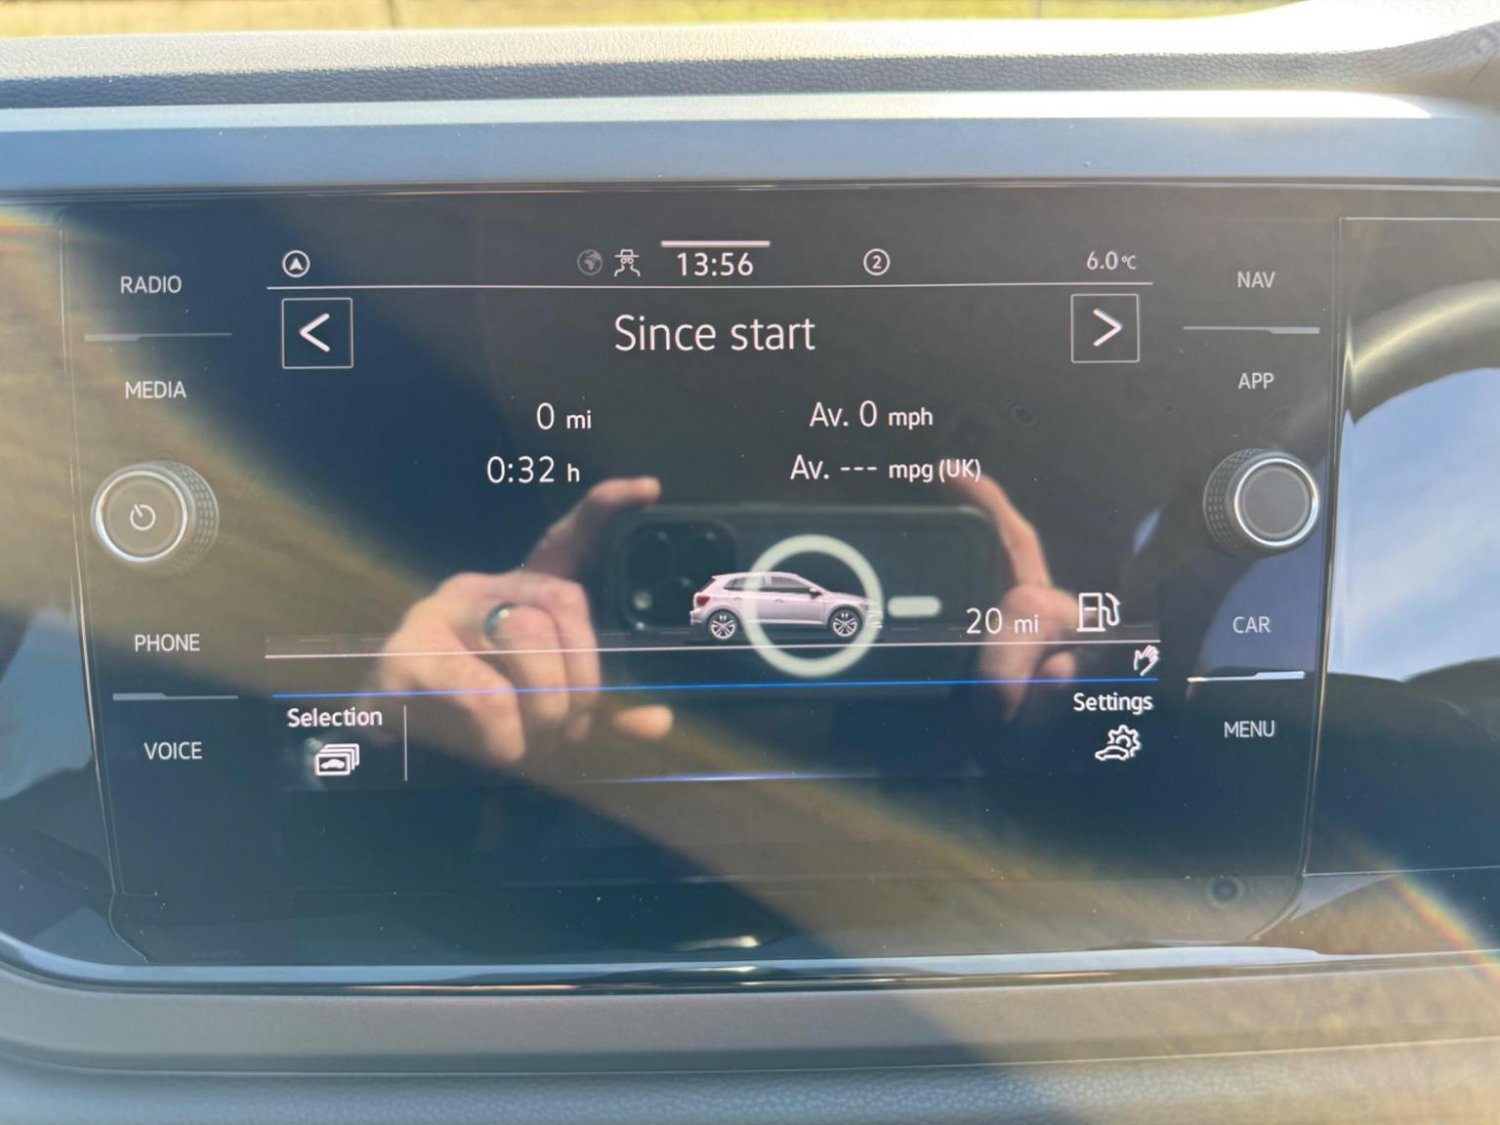 RADIO
MEDIA
PHONE
VOICE
13:56
2
6.0°C
<
Since start
>
0 mi
Av. 0 mph
0:32 h
Av. --- mpg (UK)
20 mi
Selection
Settings
NAV
APP
CAR
MENU